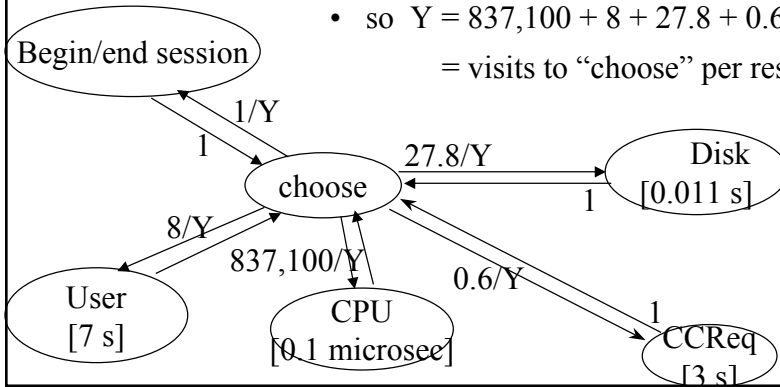 • so Y = 837,100 + 8 + 27.8 + 0.6
= visits to “choose” per
Begin/end session
1/Y
1
27.8/Y
Disk
[0.011 s]
1
choose
8/Y
837,100/Y
0.6/Y
User
[7 s]
CPU
[0.1 microsec]
1
CCReq
[3 s]